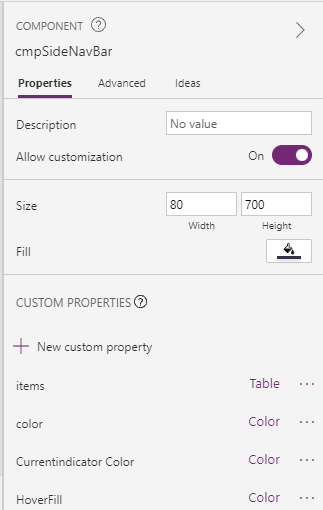 COMPONENT ?
cmpSideNavBar
Properties Advanced Ideas
Description No value
Allow customization On
Size 80 700
Width Height
Fill
CUSTOM PROPERTIES ?
+ New custom property
items Table ...
color Color ...
Currentindicator Color Color ...
HoverFill Color ...